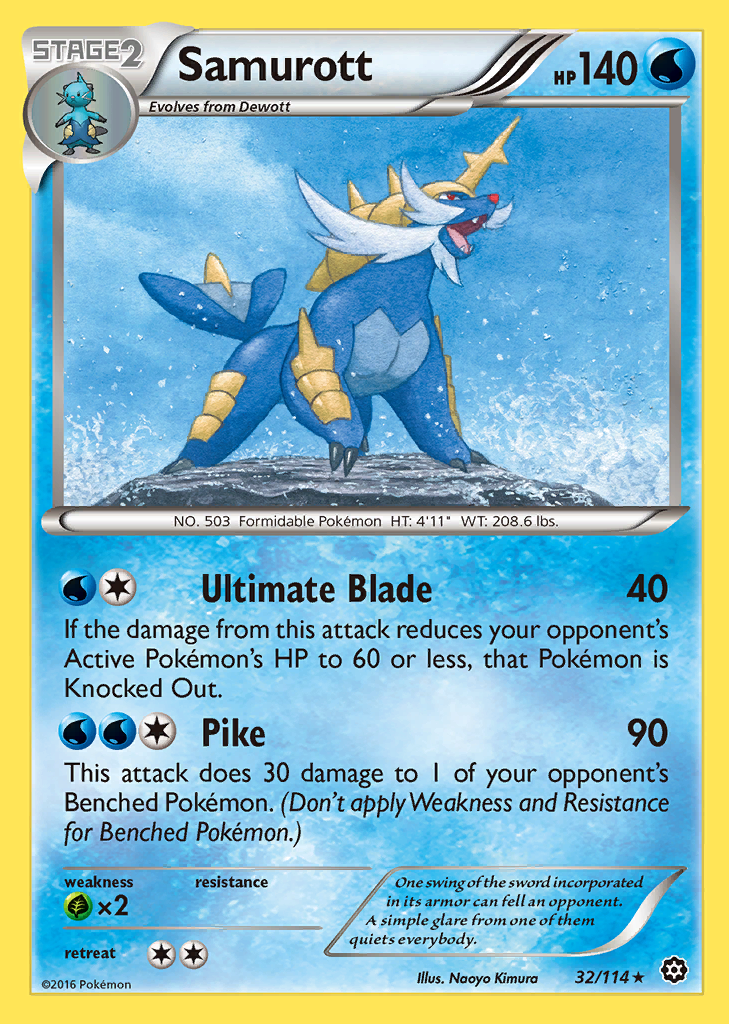 STAGE2
Samurott
HP 140
Evolves from Dewott
NO. 503 Formidable Pokémon HT: 4'11" WT: 208.6 lbs.
Ultimate Blade 40
If the damage from this attack reduces your opponent's
Active Pokémon's HP to 60 or less, that Pokémon is
Knocked Out.
Pike 90
This attack does 30 damage to 1 of your opponent's
Benched Pokémon. (Don't apply Weakness and Resistance
for Benched Pokémon.)
weakness resistance
×2
retreat
One swing of the sword incorporated
in its armor can fell an opponent.
A simple glare from one of them
quiets everybody.
©2016 Pokémon
Illus. Naoyo Kimura
32/114 ★